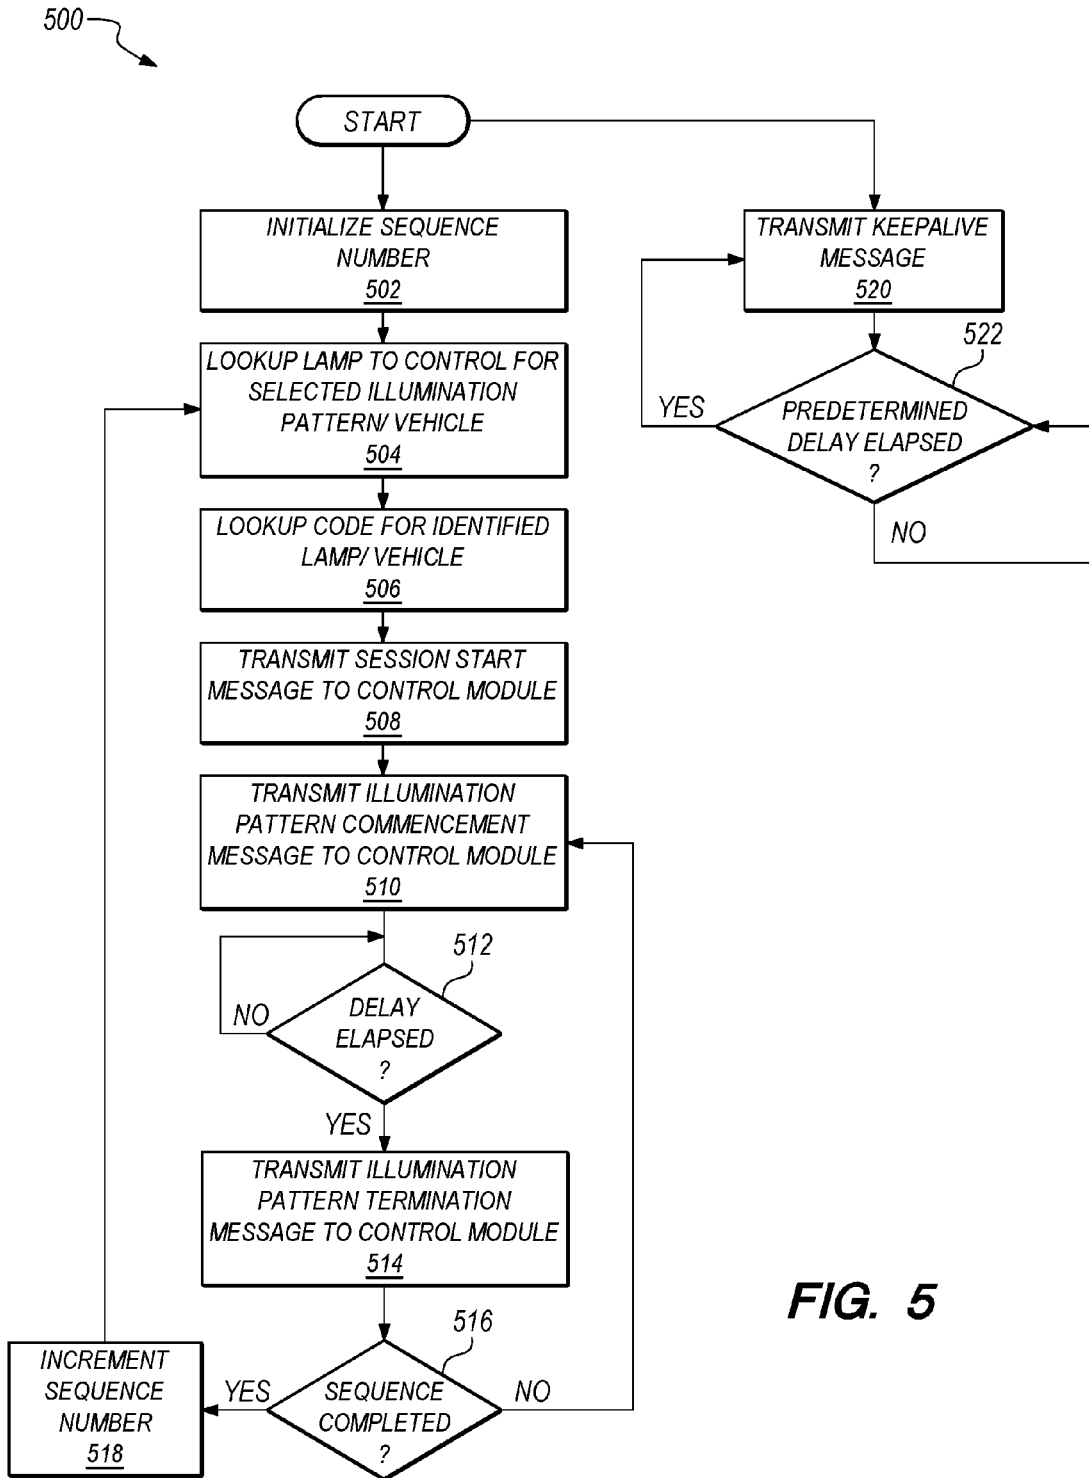 500
START
INITIALIZE SEQUENCE
NUMBER
502
LOOKUP LAMP TO CONTROL FOR
SELECTED ILLUMINATION
PATTERN/ VEHICLE
504
LOOKUP CODE FOR IDENTIFIED
LAMP/ VEHICLE
506
TRANSMIT SESSION START
MESSAGE TO CONTROL MODULE
508
TRANSMIT ILLUMINATION
PATTERN COMMENCEMENT
MESSAGE TO CONTROL MODULE
510
512
DELAY
ELAPSED
?
NO
YES
TRANSMIT ILLUMINATION
PATTERN TERMINATION
MESSAGE TO CONTROL MODULE
514
516
SEQUENCE
COMPLETED
?
YES
NO
INCREMENT
SEQUENCE
NUMBER
518
TRANSMIT KEEPALIVE
MESSAGE
520
522
PREDETERMINED
DELAY ELAPSED
?
YES
NO
FIG. 5